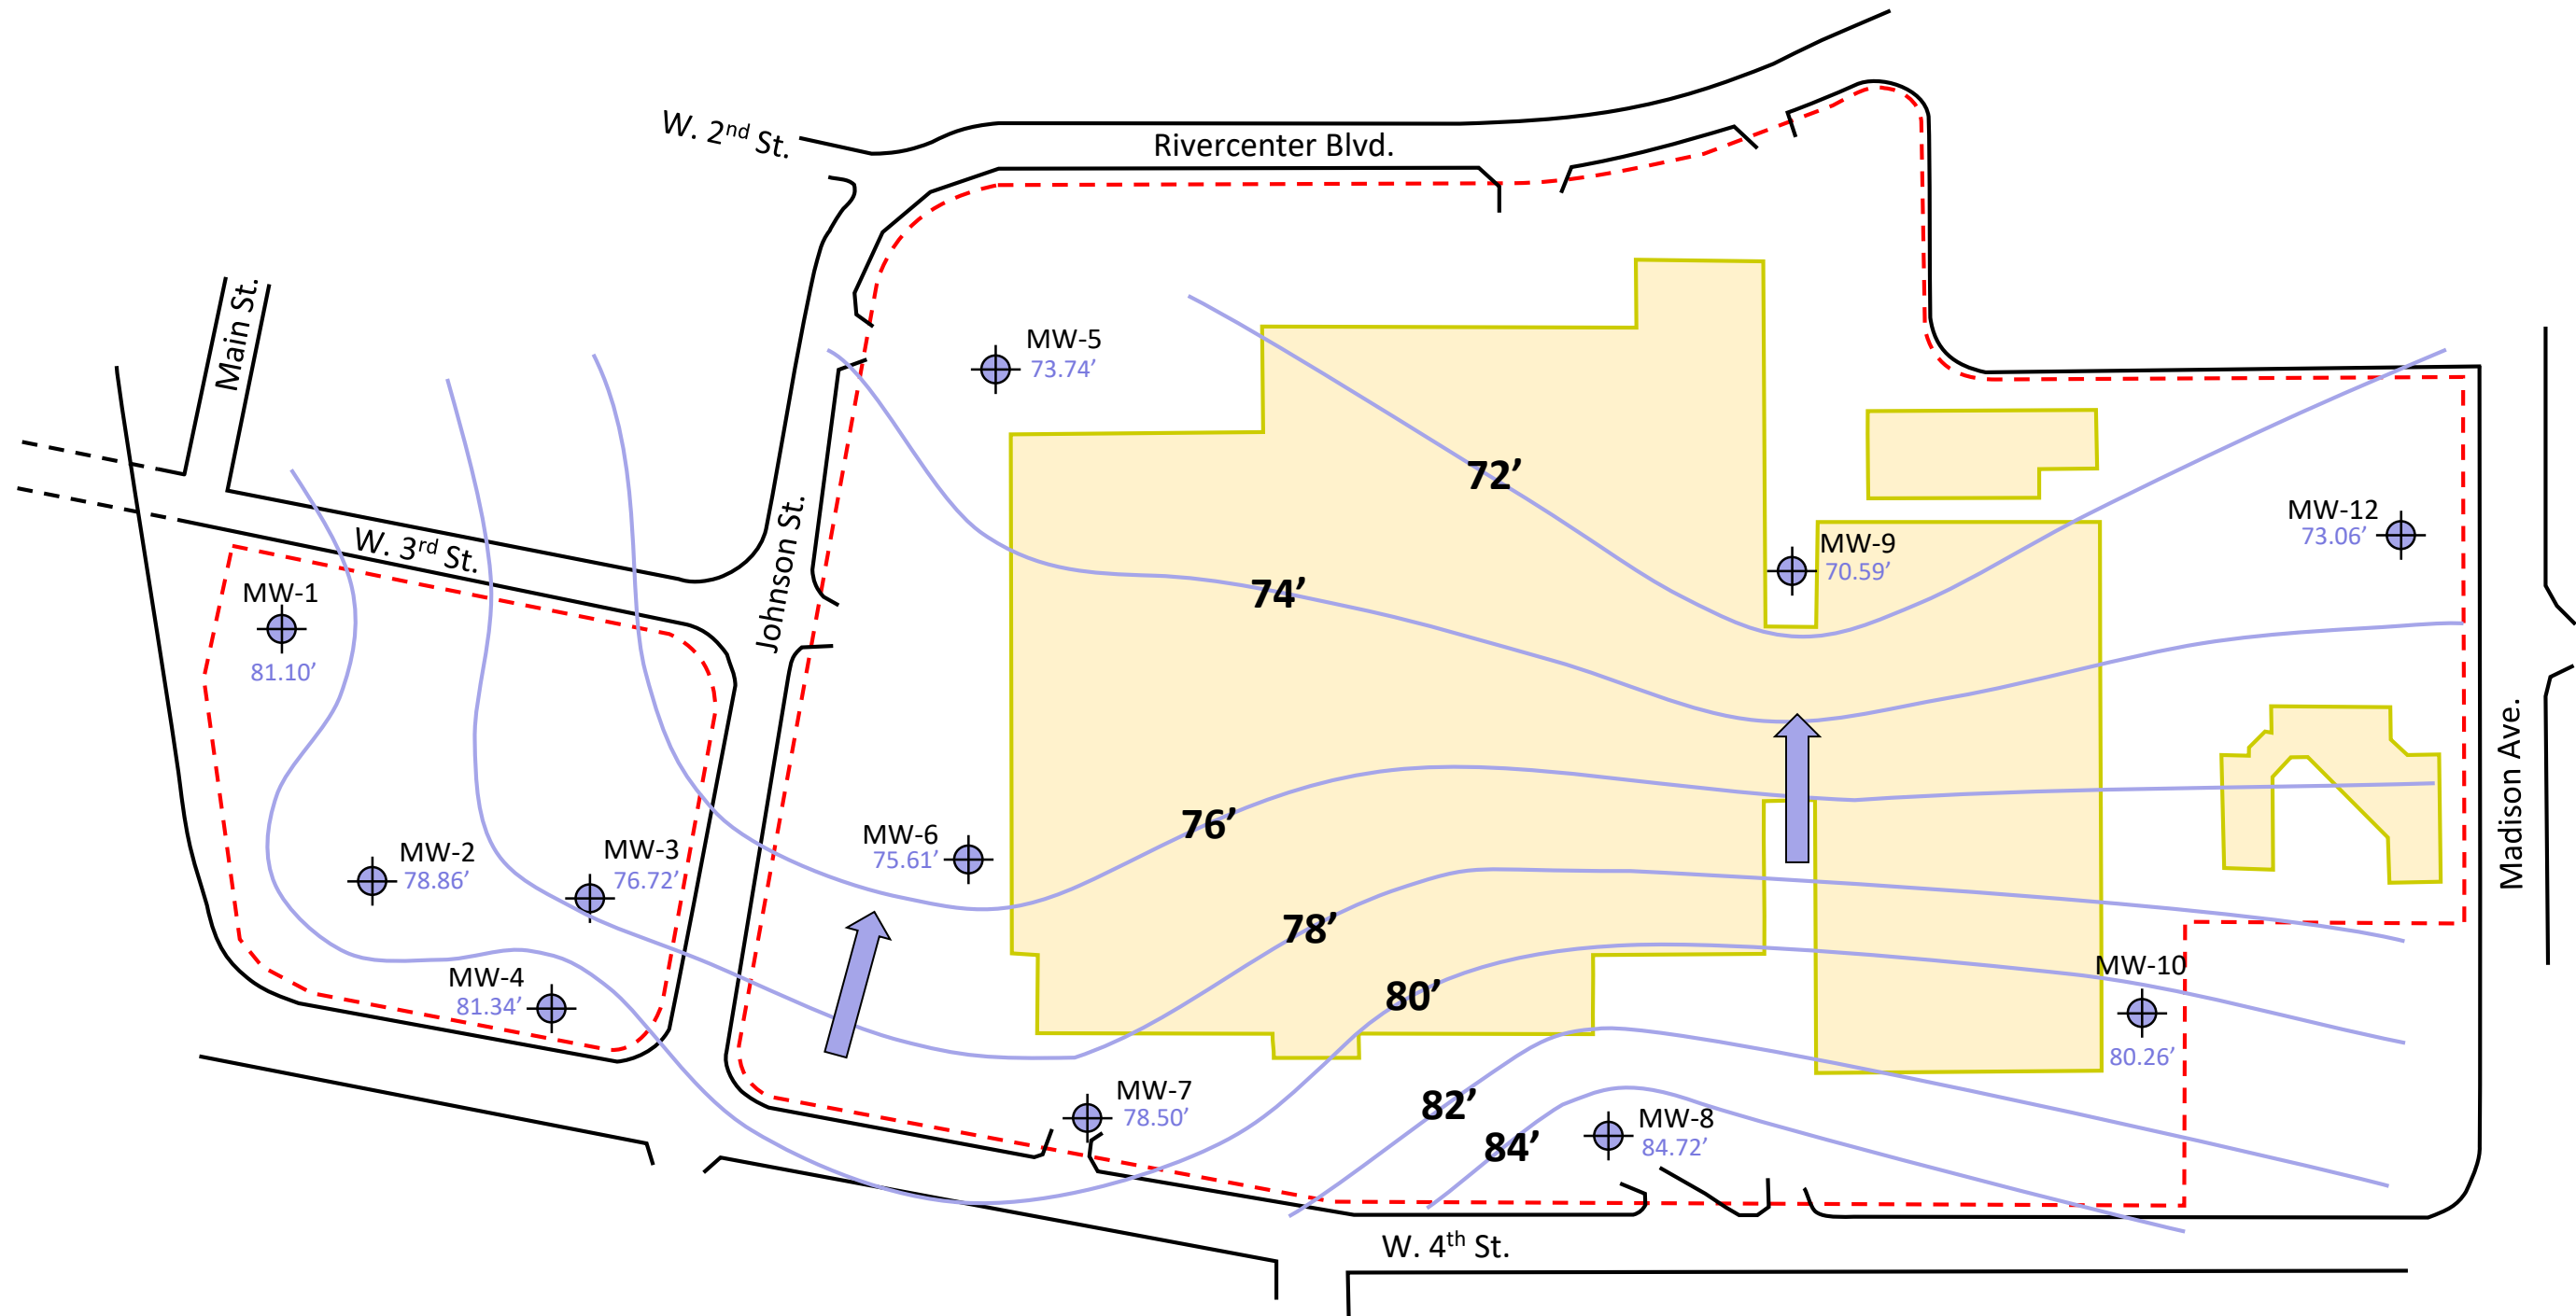 W. 2nd St.
Rivercenter Blvd.
Main St.
MW-5
73.74’
72’
W. 3rd St.
Johnson St.
MW-12
73.06’
MW-9
70.59’
MW-1
81.10’
74’
Madison Ave.
76’
MW-6
75.61’
MW-2
78.86’
MW-3
76.72’
78’
MW-10
80.26’
MW-4
81.34’
80’
MW-7
78.50’
82’
84’
MW-8
84.72’
W. 4th St.